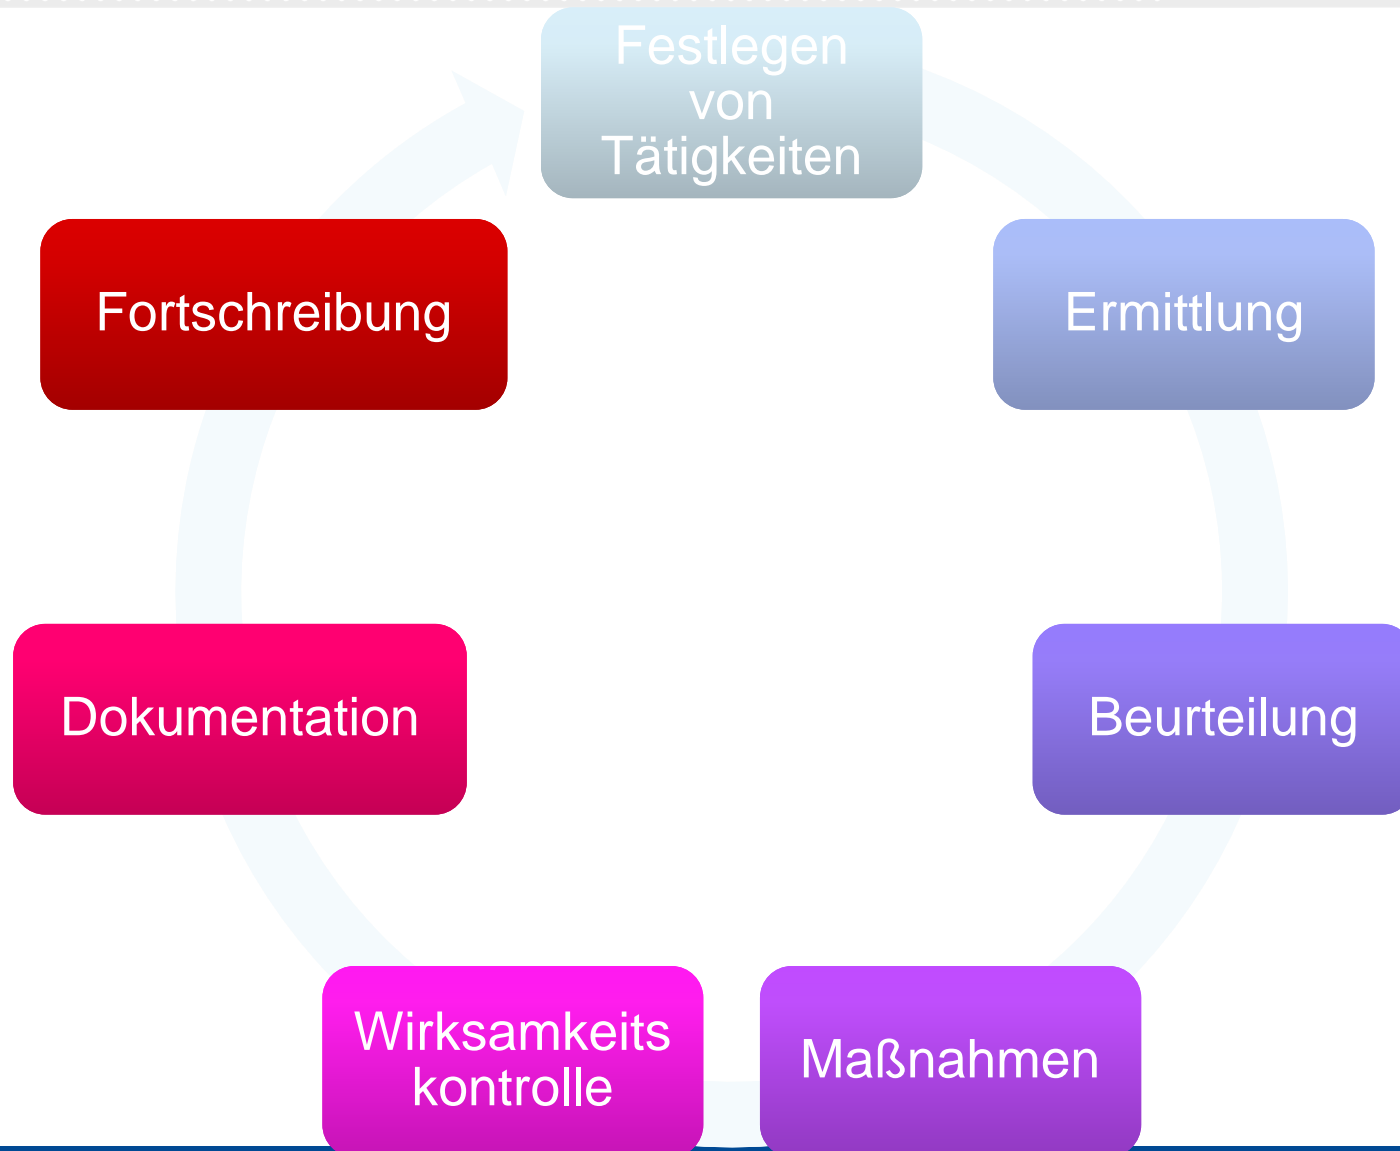 Festlegen
von
Tätigkeiten
Ermittlung
Beurteilung
Maßnahmen
Wirksamkeits
kontrolle
Dokumentation
Fortschreibung